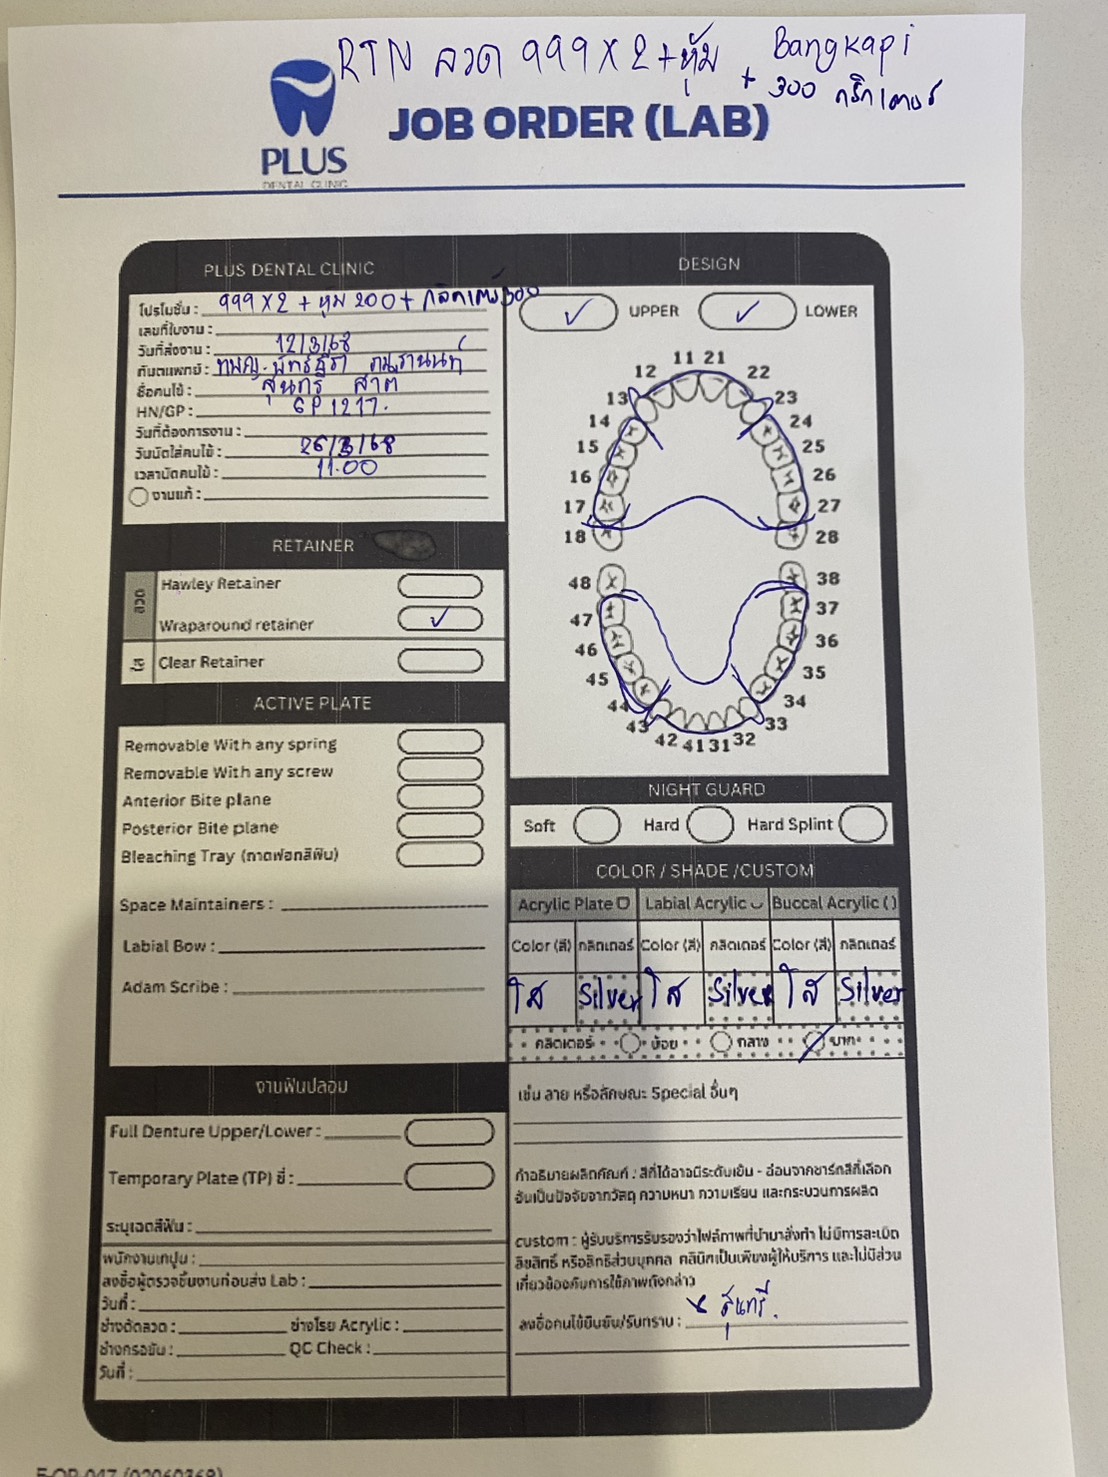 RTN ลวด 999 x 2 + หุ้ม Bangkapi
+ 300 กริกเตอร์
JOB ORDER (LAB)
PLUS
DENTAL CLINIC
PLUS DENTAL CLINIC
โปรโมชั่น : 999 x 2 + หุ้ม 200 + กลิตเตอร์ 300
เลขที่ใบงาน :
วันที่ส่งงาน : 12/3/68
ทันตแพทย์ : ทพญ.
ชื่อคนไข้ : สุนทรี
HN/GP : GP 1217.
วันที่ต้องการงาน :
วันนัดใส่คนไข้ : 26/3/68
เวลานัดคนไข้ : 11.00
งานแก้ :
DESIGN
UPPER LOWER
11 21
12 22
13 23
14 24
15 25
16 26
17 27
18 28
48 38
47 37
46 36
45 35
44 34
43 33
42 41 31 32
RETAINER
ลวด
Hawley Retainer
Wraparound retainer
ใส
Clear Retainer
ACTIVE PLATE
Removable With any spring
Removable With any screw
Anterior Bite plane
Posterior Bite plane
Bleaching Tray (ถาดฟอกสีฟัน)
Space Maintainers :
Labial Bow :
Adam Scribe :
NIGHT GUARD
Soft Hard Hard Splint
COLOR / SHADE /CUSTOM
Acrylic Plate Labial Acrylic Buccal Acrylic ( )
Color (สี) กลิตเตอร์ Color (สี) กลิตเตอร์ Color (สี) กลิตเตอร์
ใส Silver ใส Silver ใส Silver
กลิตเตอร์ น้อย กลาง มาก
เช่น ลาย หรือลักษณะ Special อื่นๆ
คำอธิบายผลิตภัณฑ์ : สีที่ได้อาจมีระดับเข้ม - อ่อนจากชาร์ทสีที่เลือก
อันเป็นปัจจัยจากวัสดุ ความหนา ความเรียบ และกระบวนการผลิต
custom : ผู้รับบริการรับรองว่าไฟล์ภาพที่นำมาสั่งทำ ไม่มีการละเมิด
ลิขสิทธิ์ หรือสิทธิส่วนบุคคล คลินิกเป็นเพียงผู้ให้บริการ และไม่มีส่วน
เกี่ยวข้องกับการใช้ภาพดังกล่าว
ลงชื่อคนไข้ยืนยัน/รับทราบ : x สุนทรี.
งานฟันปลอม
Full Denture Upper/Lower :
Temporary Plate (TP) ซี่ :
ระบุเฉดสีฟัน :
พนักงานเทปูน :
ลงชื่อผู้ตรวจชิ้นงานก่อนส่ง Lab :
วันที่ :
ช่างดัดลวด : ช่างโรย Acrylic :
ช่างกรอขัด : QC Check :
วันที่ :